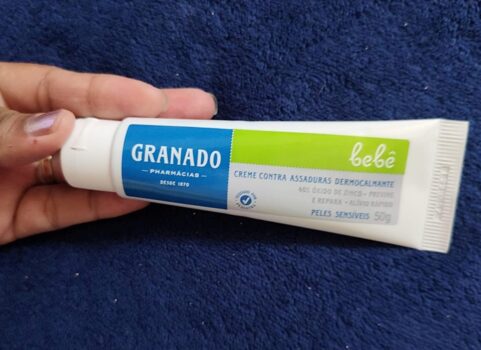 GRANADO
PHARMÁCIAS
DESDE 1870
bebê
CREME CONTRA ASSADURAS DERMOCALMANTE
40% ÓXIDO DE ZINCO • PREVINE
E REPARA • ALÍVIO RÁPIDO
PELES SENSÍVEIS 50g